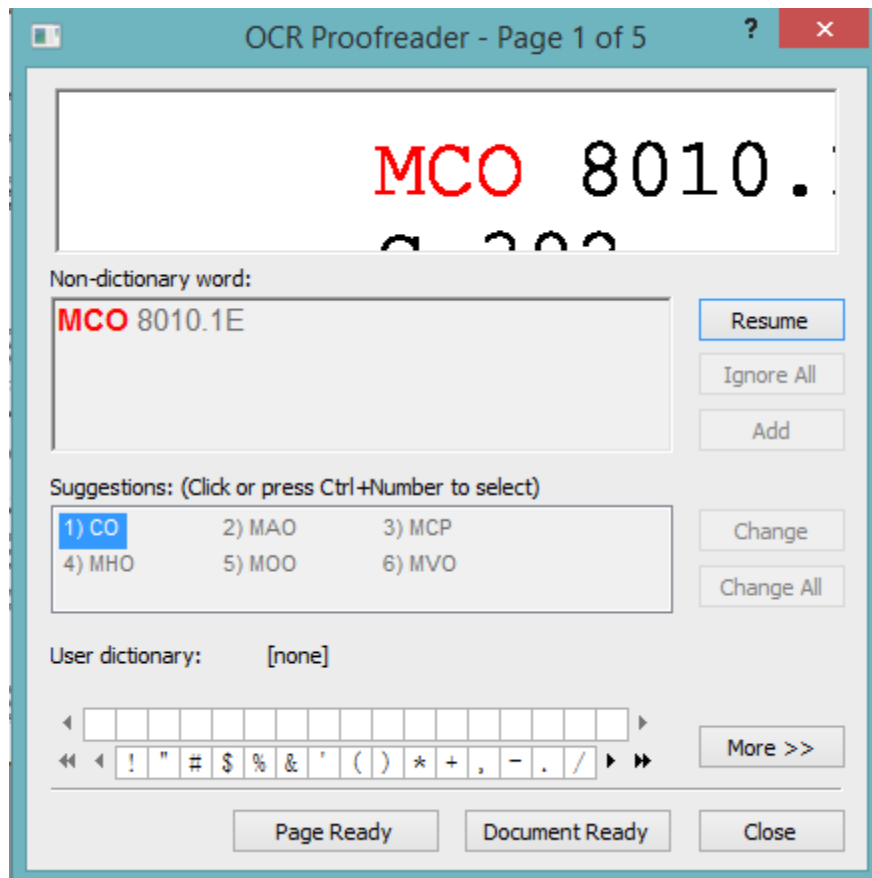 OCR Proofreader - Page 1 of 5
? ×
MCO 8010.
Non-dictionary word:
MCO 8010.1E
Resume
Ignore All
Add
Suggestions: (Click or press Ctrl+Number to select)
1) CO 2) MAO 3) MCP
4) MHO 5) MOO 6) MVO
Change
Change All
User dictionary: [none]
! " # $ % & ' ( ) * + , - . /
More >>
Page Ready Document Ready Close